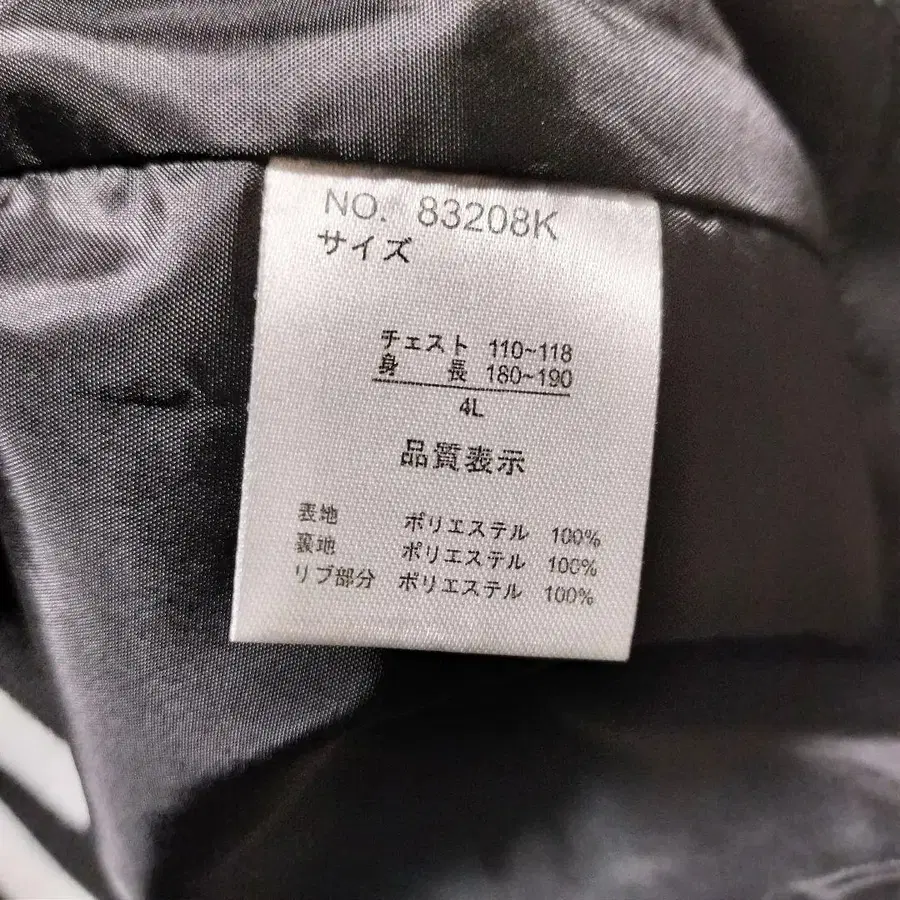 NO. 83208K
サイズ
チェスト 110~118
身 長 180~190
4L
品質表示
表地 ポリエステル 100%
裏地 ポリエステル 100%
リブ部分 ポリエステル 100%